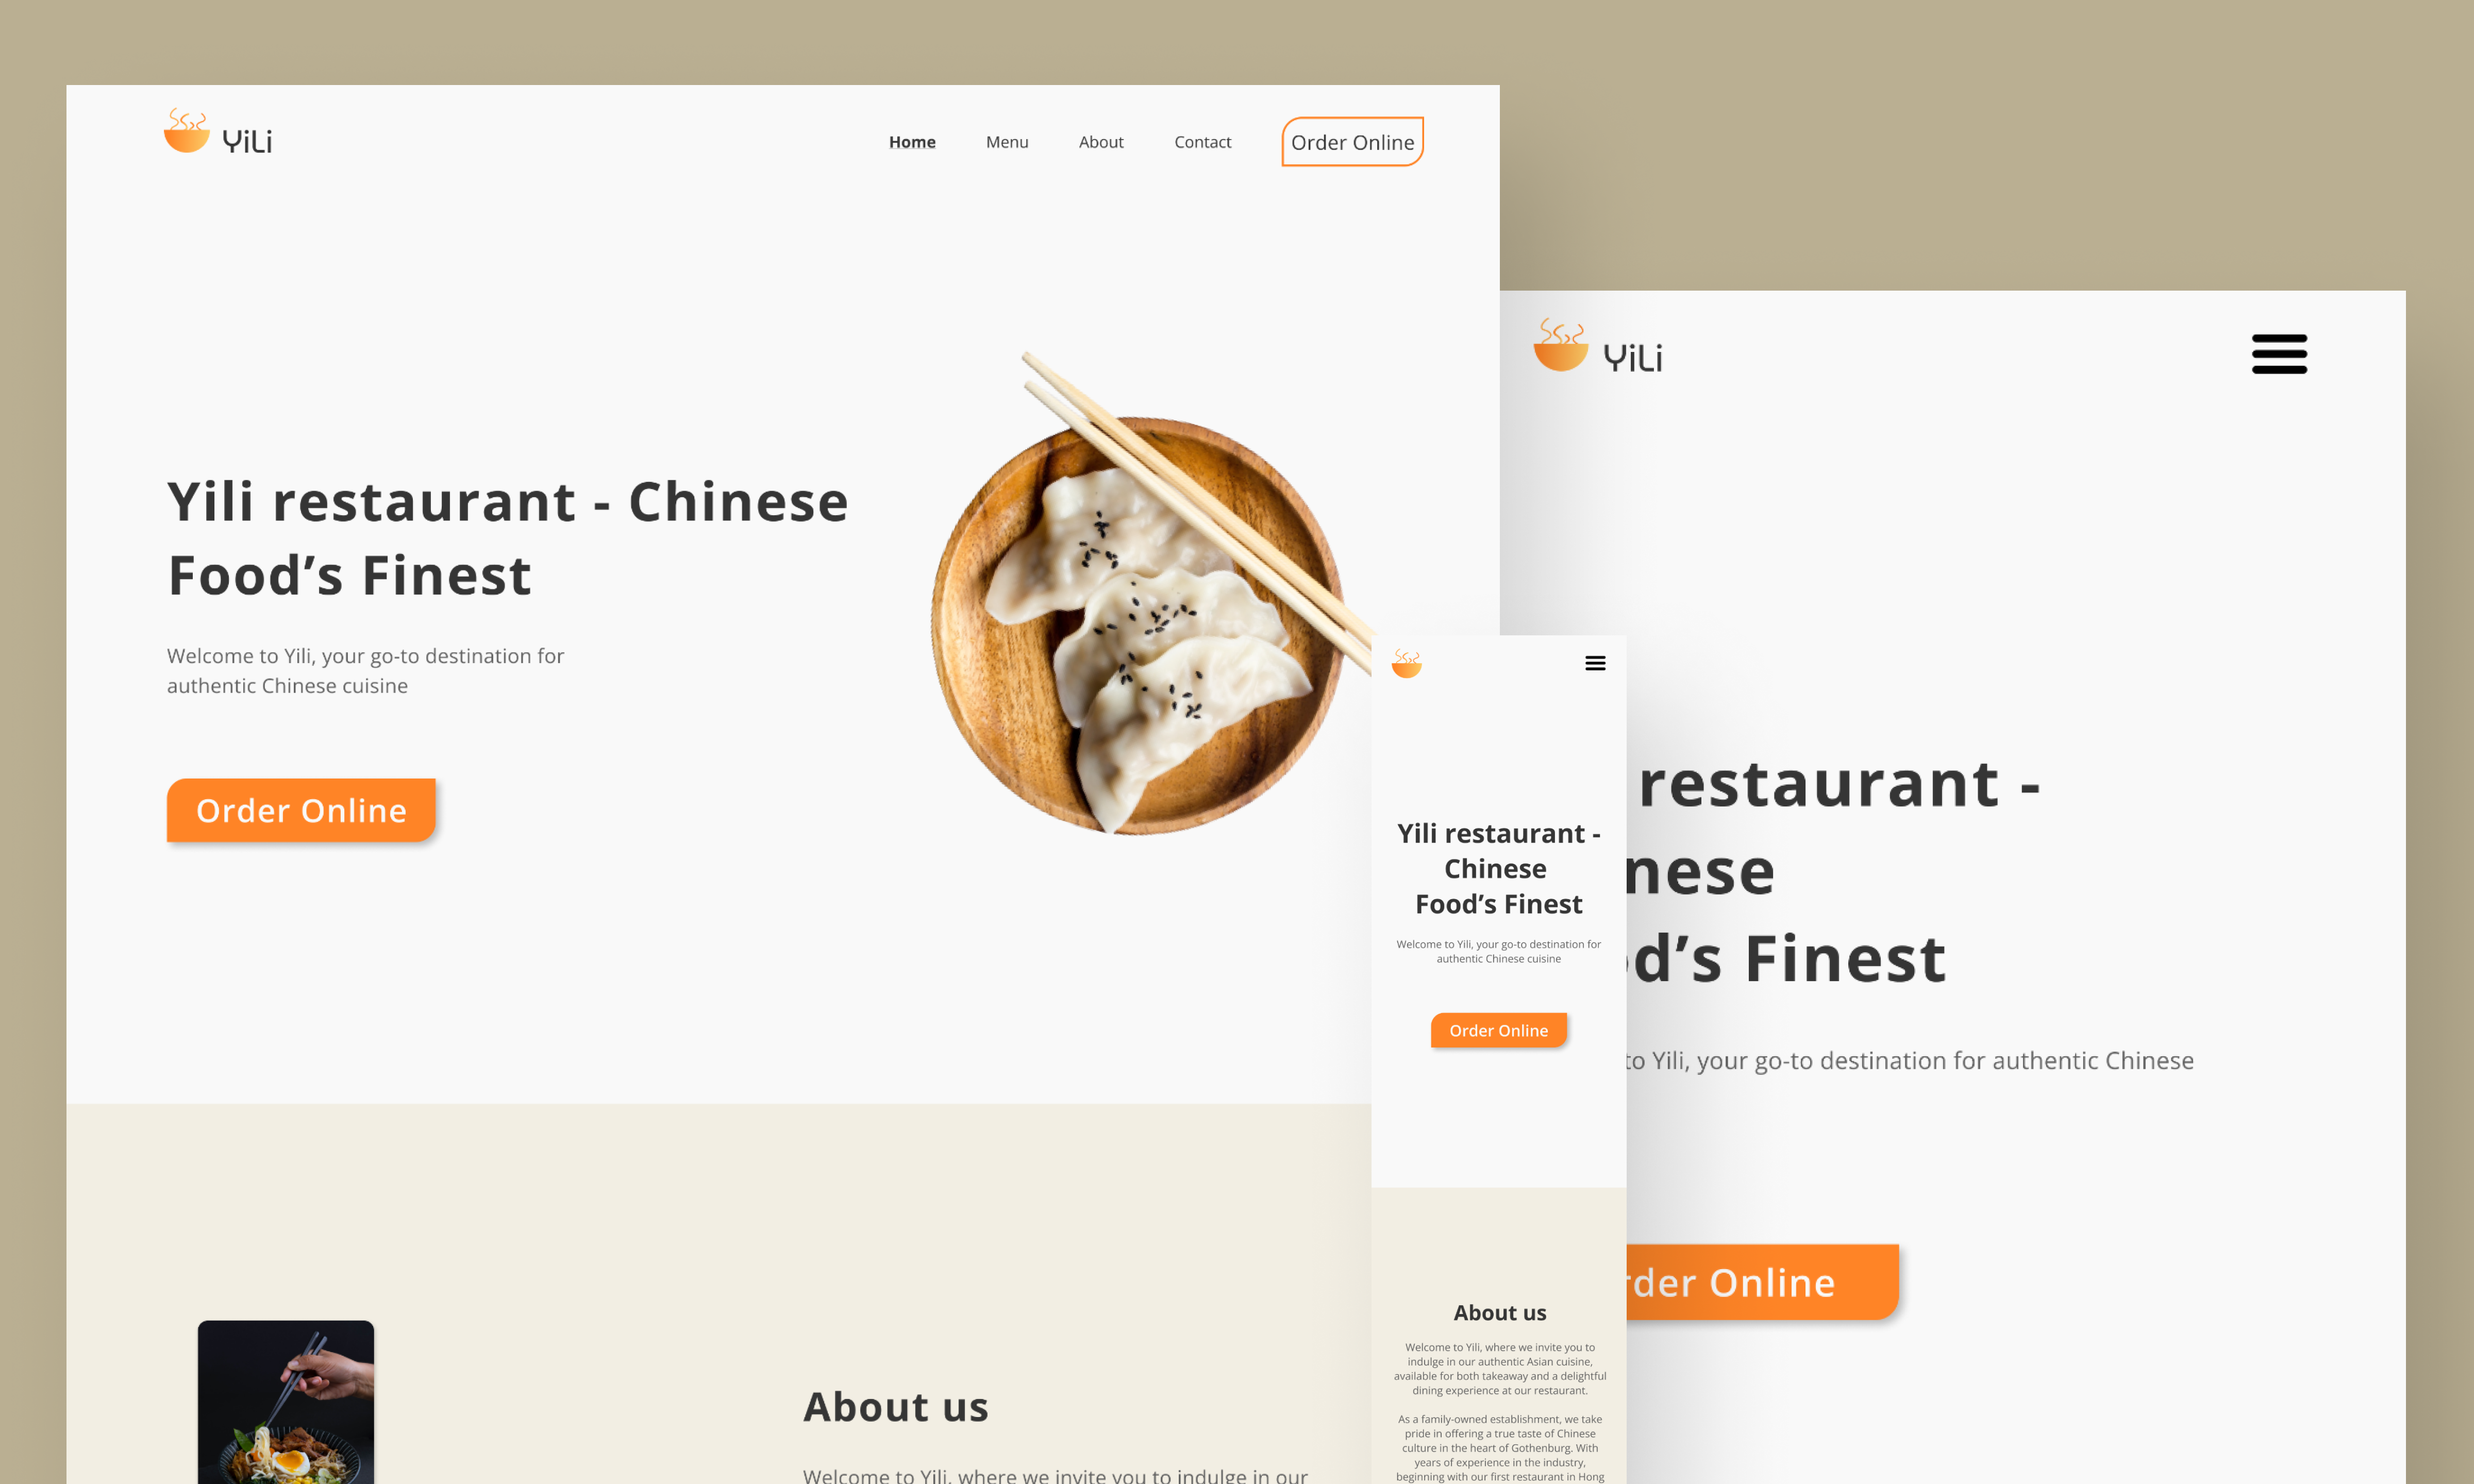 YiLi
Home Menu About Contact Order Online
Yili restaurant - Chinese
Food’s Finest
Welcome to Yili, your go-to destination for
authentic Chinese cuisine
Order Online
About us
Welcome to Yili, where we invite you to indulge in our
Yili restaurant -
Chinese
Food’s Finest
Welcome to Yili, your go-to destination for
authentic Chinese cuisine
Order Online
About us
Welcome to Yili, where we invite you to
indulge in our authentic Asian cuisine,
available for both takeaway and a delightful
dining experience at our restaurant.
As a family-owned establishment, we take
pride in offering a true taste of Chinese
culture in the heart of Gothenburg. With
years of experience in the industry,
beginning with our first restaurant in Hong
YiLi
restaurant -
nese
d’s Finest
to Yili, your go-to destination for authentic Chinese
rder Online